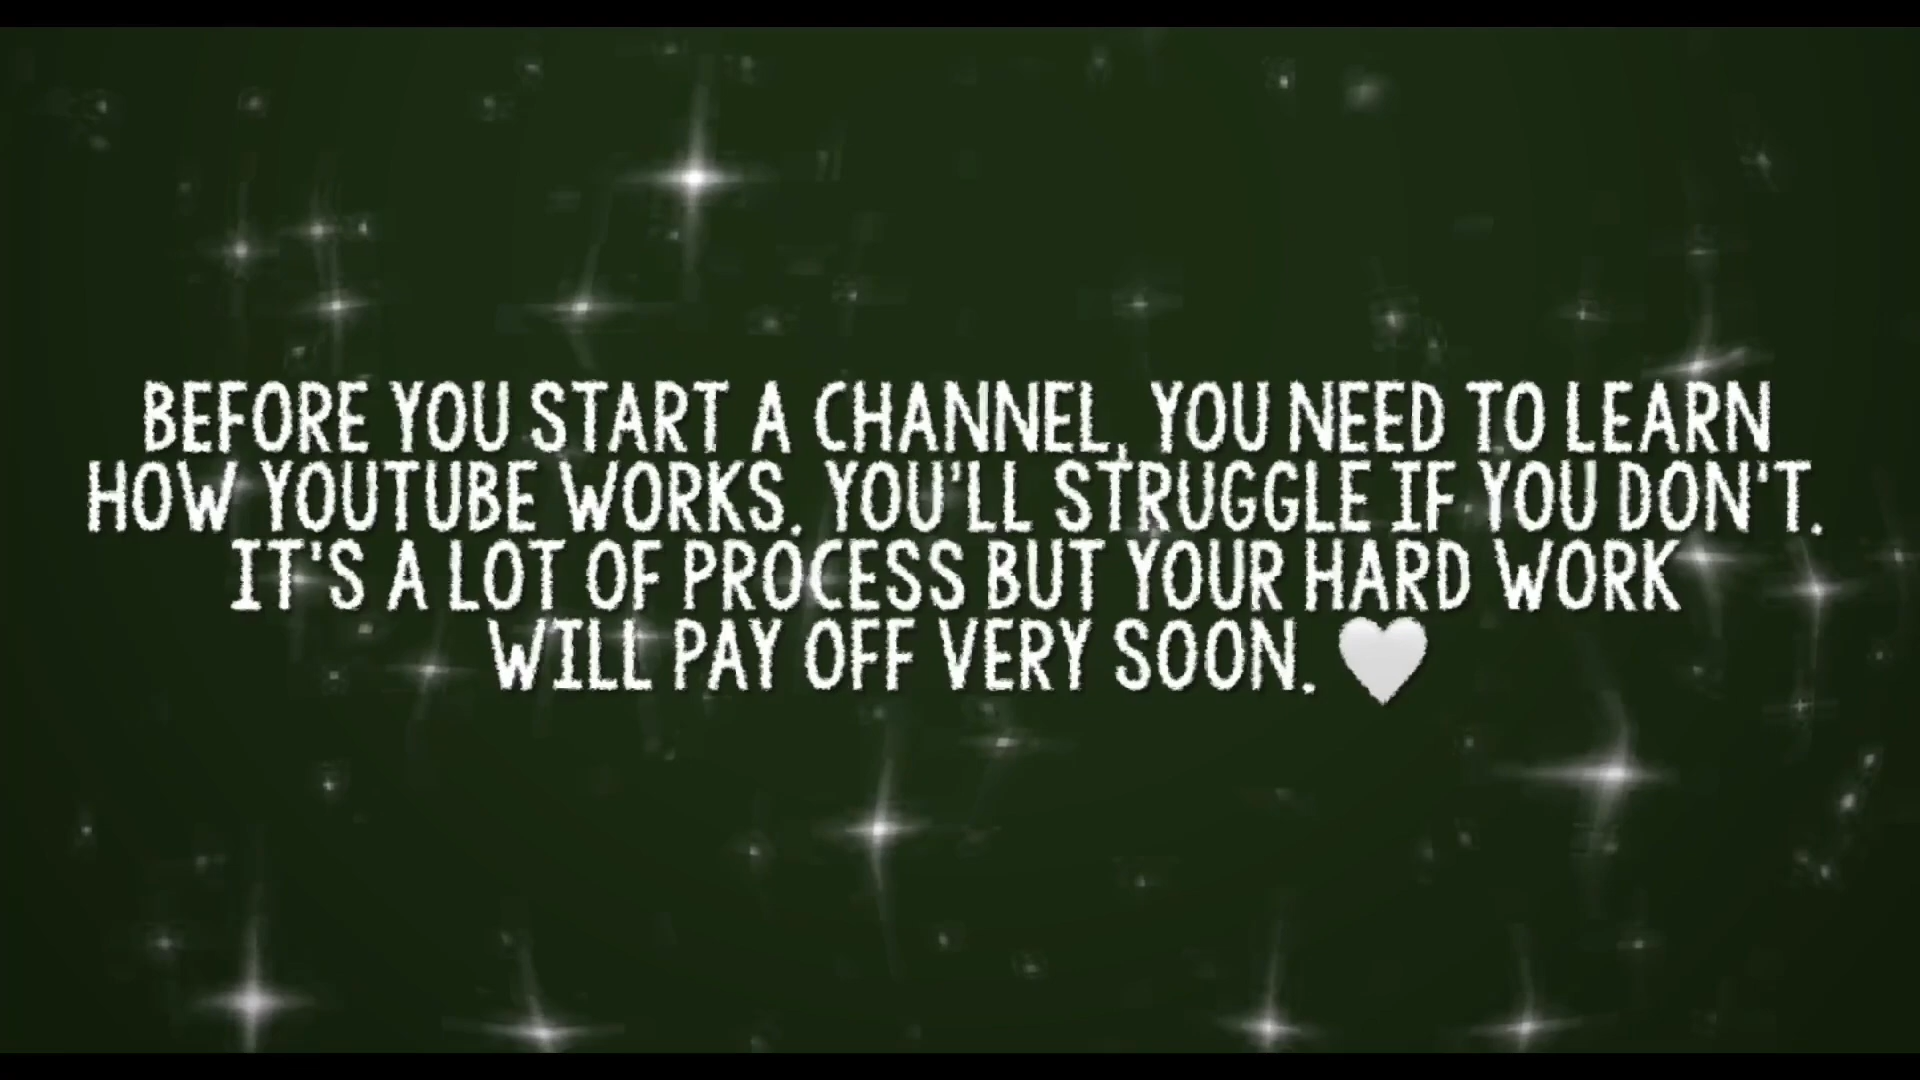 BEFORE YOU START A CHANNEL, YOU NEED TO LEARN
HOW YOUTUBE WORKS. YOU'LL STRUGGLE IF YOU DON'T.
IT'S A LOT OF PROCESS BUT YOUR HARD WORK
WILL PAY OFF VERY SOON. 🤍